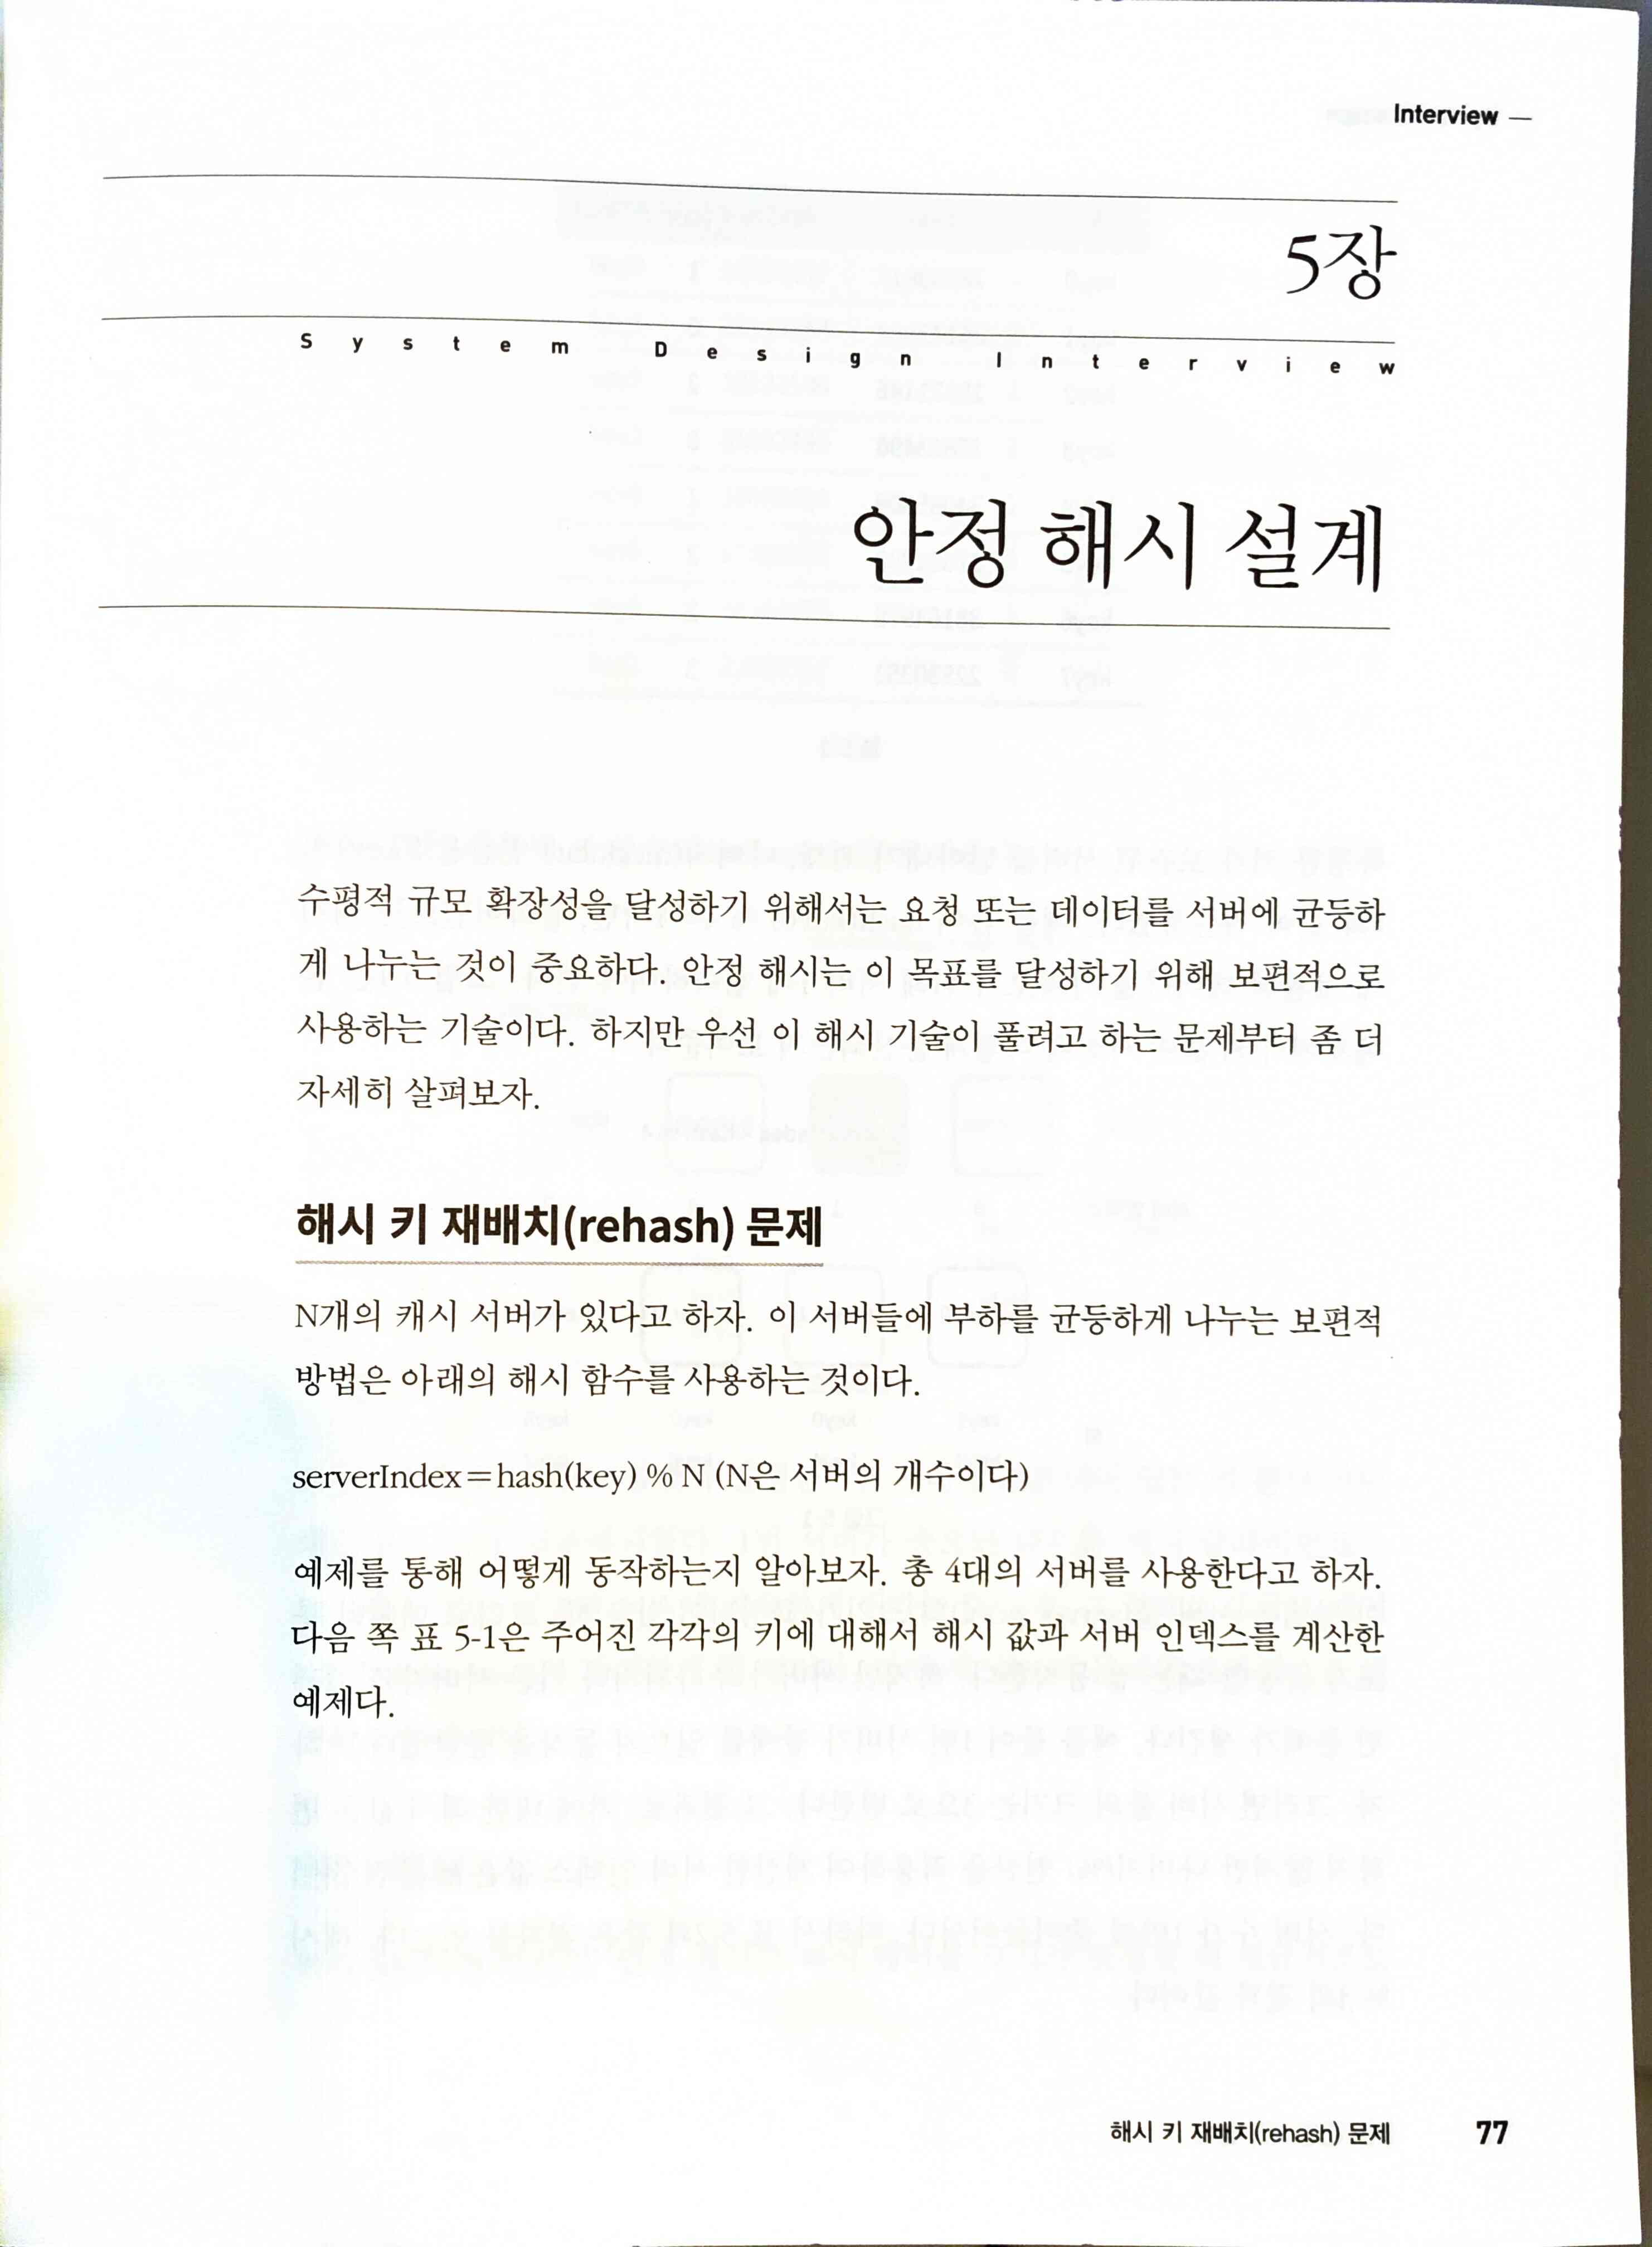 Interview —
5장
System Design Interview
안정 해시 설계
수평적 규모 확장성을 달성하기 위해서는 요청 또는 데이터를 서버에 균등하
게 나누는 것이 중요하다. 안정 해시는 이 목표를 달성하기 위해 보편적으로
사용하는 기술이다. 하지만 우선 이 해시 기술이 풀려고 하는 문제부터 좀 더
자세히 살펴보자.
해시 키 재배치(rehash) 문제
N개의 캐시 서버가 있다고 하자. 이 서버들에 부하를 균등하게 나누는 보편적
방법은 아래의 해시 함수를 사용하는 것이다.
serverIndex=hash(key) % N (N은 서버의 개수이다)
예제를 통해 어떻게 동작하는지 알아보자. 총 4대의 서버를 사용한다고 하자.
다음 쪽 표 5-1은 주어진 각각의 키에 대해서 해시 값과 서버 인덱스를 계산한
예제다.
해시 키 재배치(rehash) 문제 77